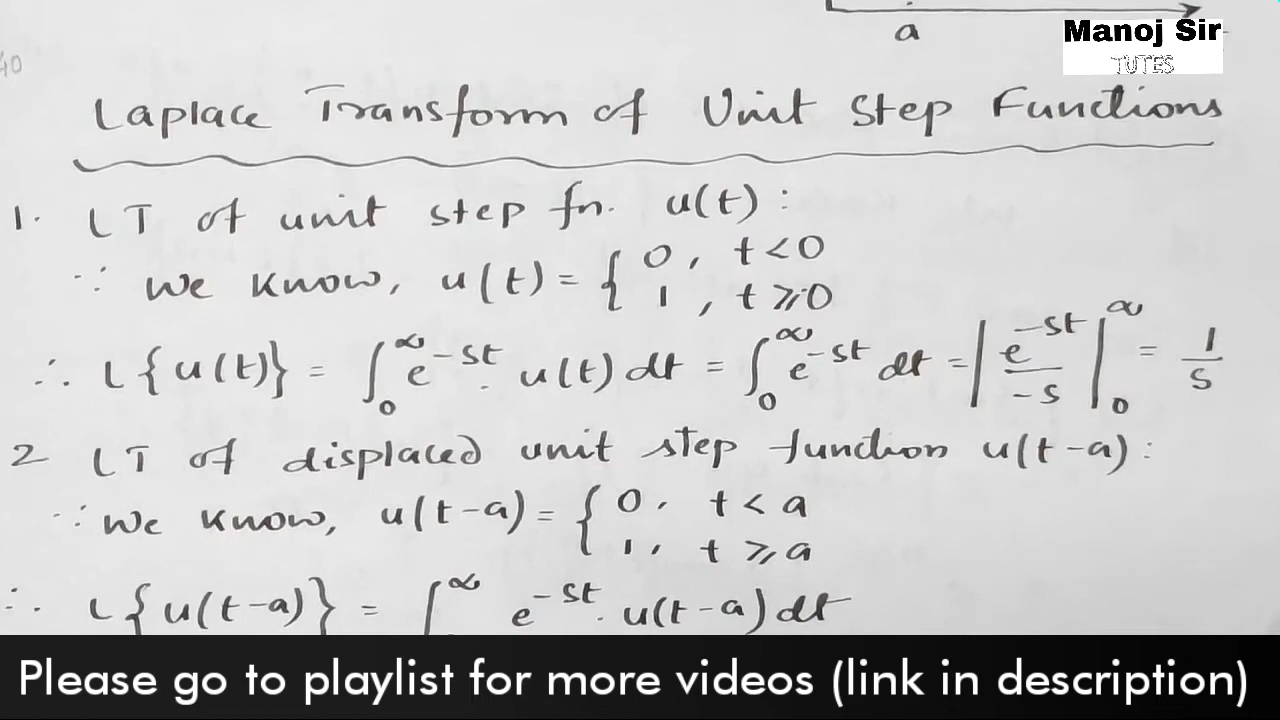 a
Manoj Sir
TUTES
40
Laplace Transform of Unit Step Functions
1. LT of unit step fn. u(t) :
∵ We know, u(t) = { 0, t < 0
1, t ⩾ 0
∴ L{u(t)} = ∫₀^∞ e^-st . u(t) dt = ∫₀^∞ e^-st dt = | e^-st / -s |₀^∞ = 1/s
2 LT of displaced unit step function u(t-a) :
∵ We know, u(t-a) = { 0, t < a
1, t ⩾ a
∴ L{u(t-a)} = ∫^∞ e^-st . u(t-a) dt
Please go to playlist for more videos (link in description)